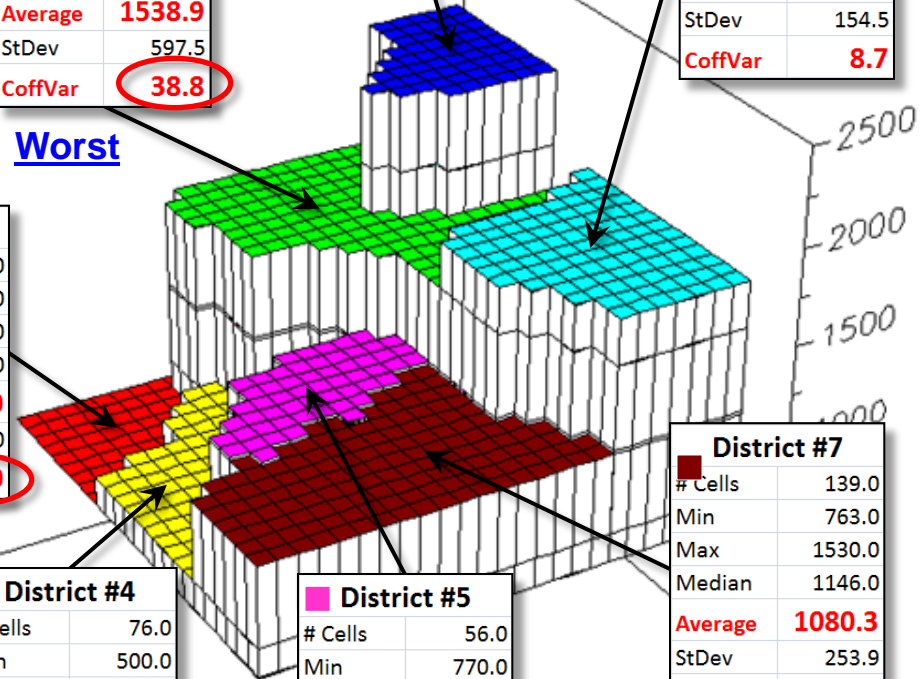 Average 1538.9
StDev 597.5
CoffVar 38.8
Worst
StDev 154.5
CoffVar 8.7
2500
2000
1500
District #7
# Cells 139.0
Min 763.0
Max 1530.0
Median 1146.0
Average 1080.3
StDev 253.9
District #4
ells 76.0
n 500.0
District #5
# Cells 56.0
Min 770.0